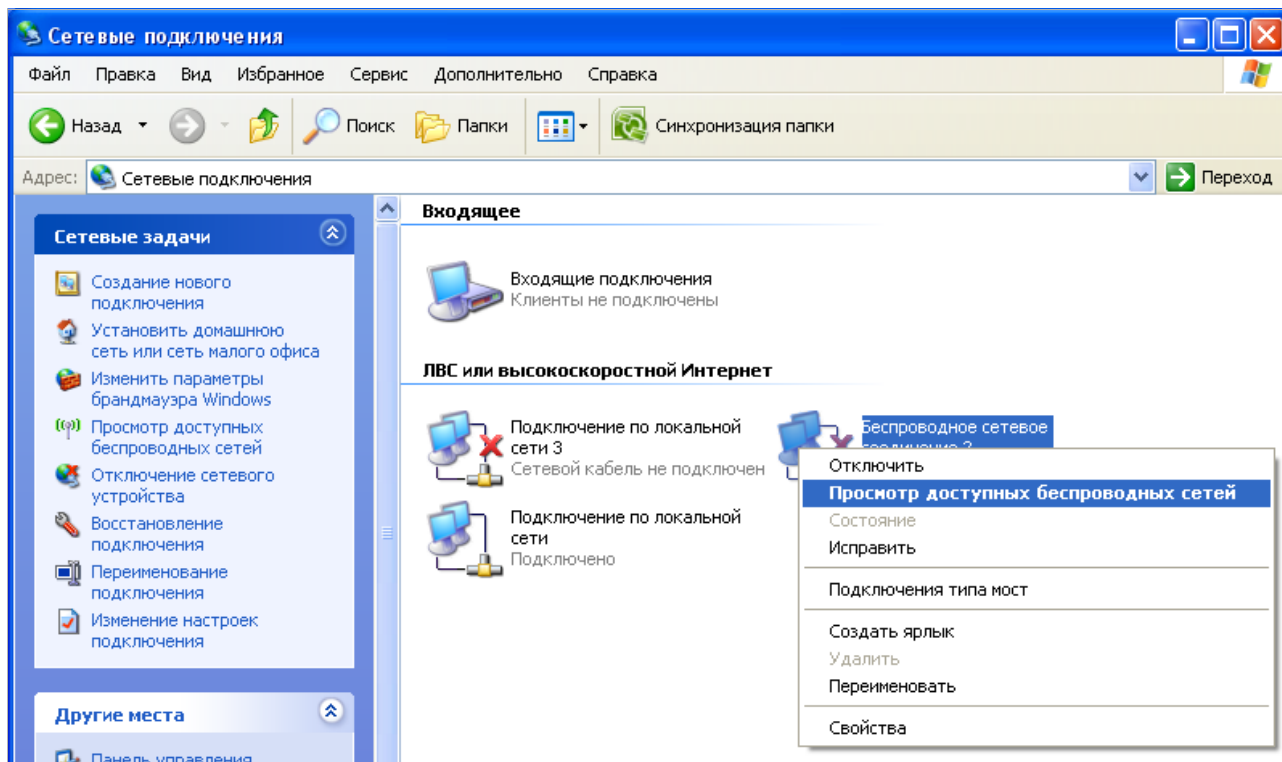 Сетевые подключения
Файл Правка Вид Избранное Сервис Дополнительно Справка
Назад Поиск Папки Синхронизация папки
Адрес: Сетевые подключения Переход
Сетевые задачи
Создание нового
подключения
Установить домашнюю
сеть или сеть малого офиса
Изменить параметры
брандмауэра Windows
Просмотр доступных
беспроводных сетей
Отключение сетевого
устройства
Восстановление
подключения
Переименование
подключения
Изменение настроек
подключения
Другие места
Панель управления
Входящее
Входящие подключения
Клиенты не подключены
ЛВС или высокоскоростной Интернет
Подключение по локальной
сети 3
Сетевой кабель не подключен
Беспроводное сетевое
соединение 2
Подключение по локальной
сети
Подключено
Отключить
Просмотр доступных беспроводных сетей
Состояние
Исправить
Подключения типа мост
Создать ярлык
Удалить
Переименовать
Свойства